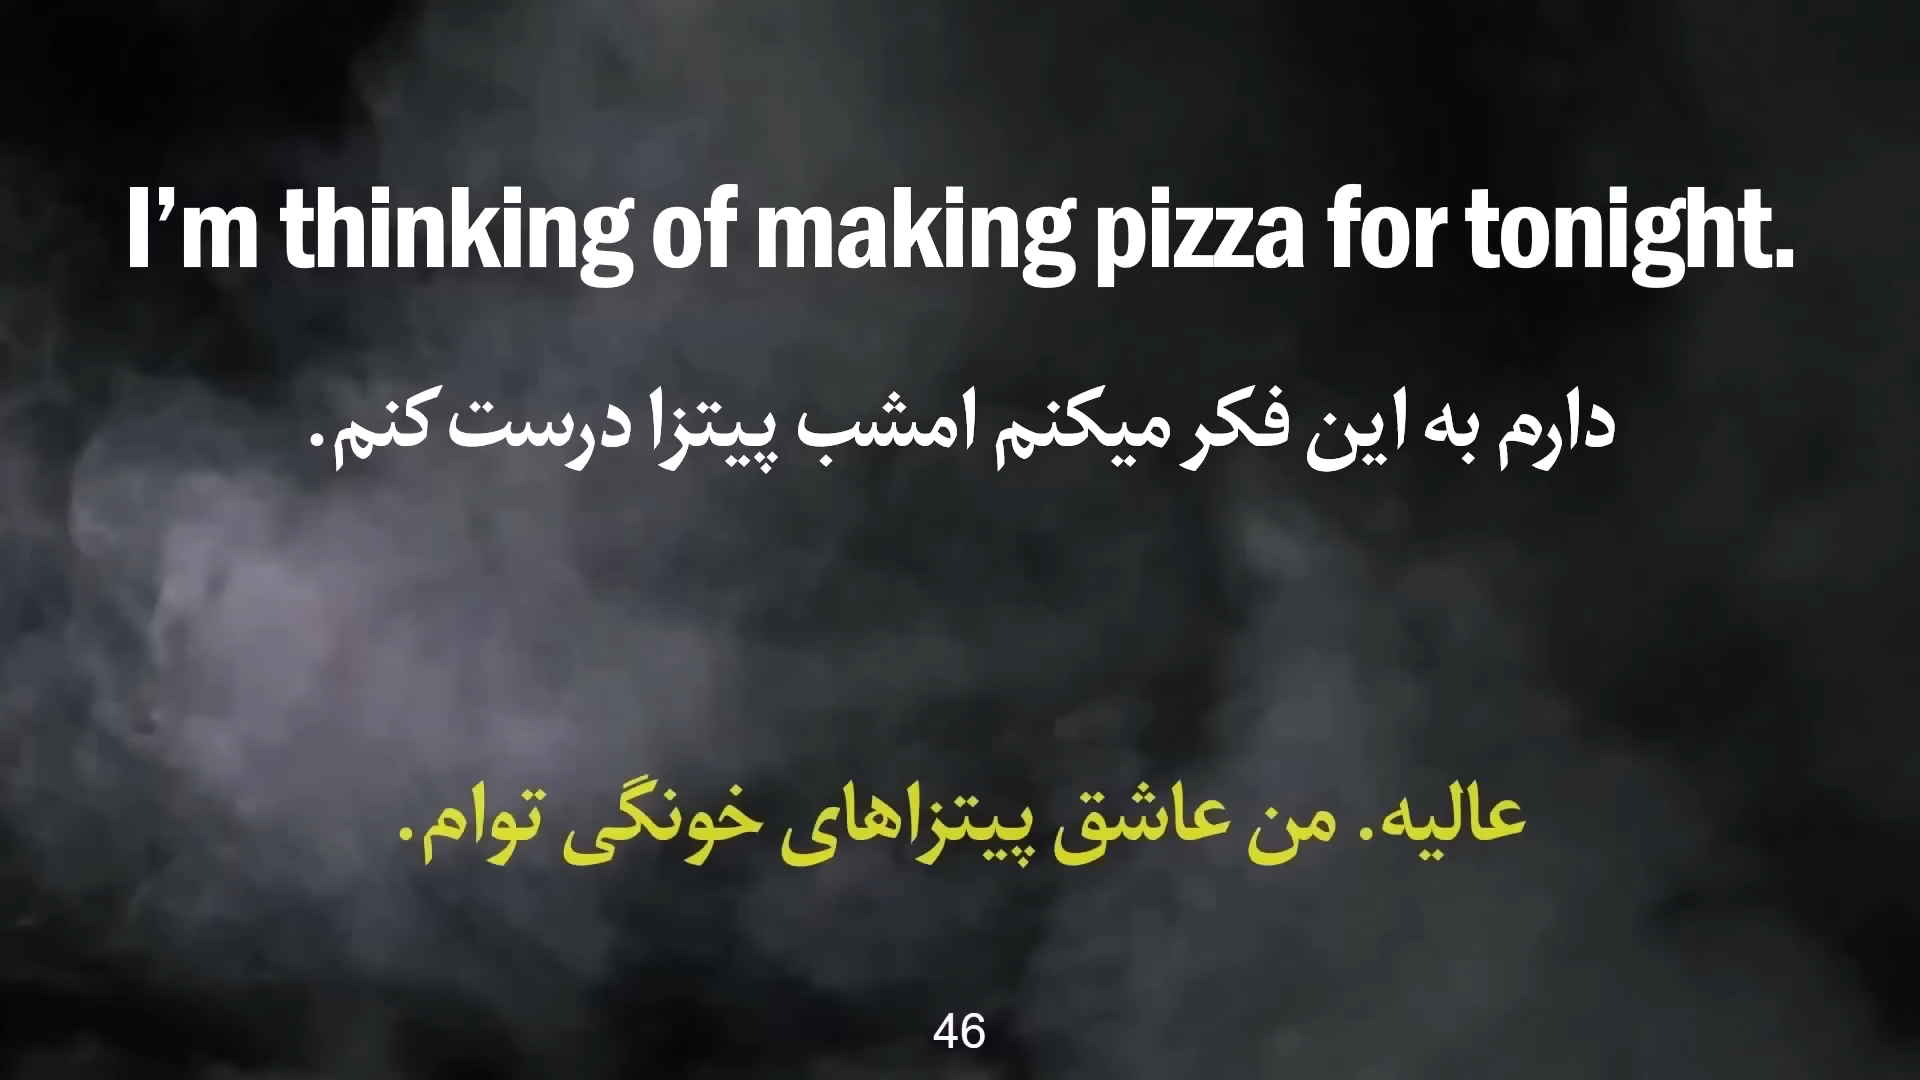 I’m thinking of making pizza for tonight.
دارم به این فکر میکنم امشب پیتزا درست کنم.
عالیه. من عاشق پیتزاهای خونگی توام.
46